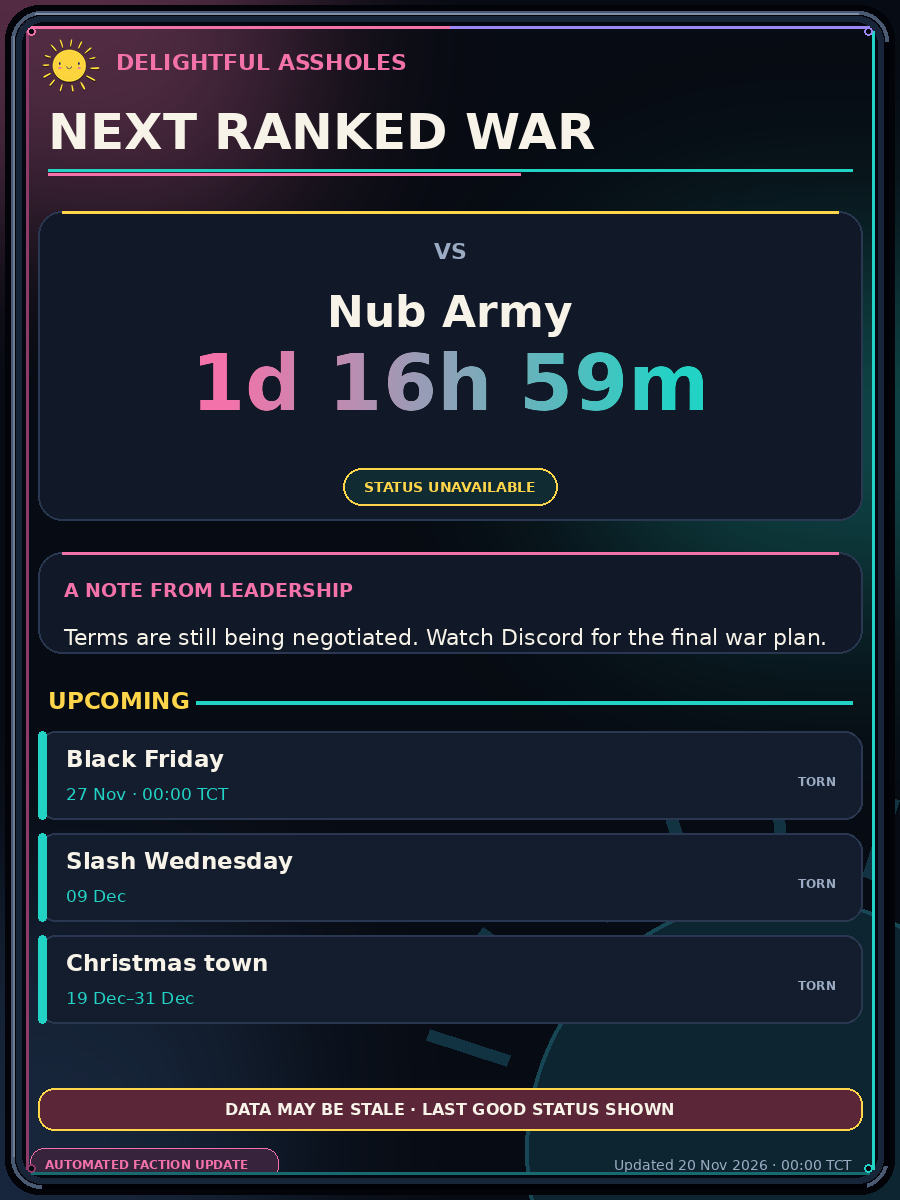 DELIGHTFUL ASSHOLES
NEXT RANKED WAR
VS
Nub Army
1d 16h 59m
STATUS UNAVAILABLE
A NOTE FROM LEADERSHIP
Terms are still being negotiated. Watch Discord for the final war plan.
UPCOMING
Black Friday
27 Nov · 00:00 TCT
TORN
Slash Wednesday
09 Dec
TORN
Christmas town
19 Dec–31 Dec
TORN
DATA MAY BE STALE · LAST GOOD STATUS SHOWN
AUTOMATED FACTION UPDATE
Updated 20 Nov 2026 · 00:00 TCT